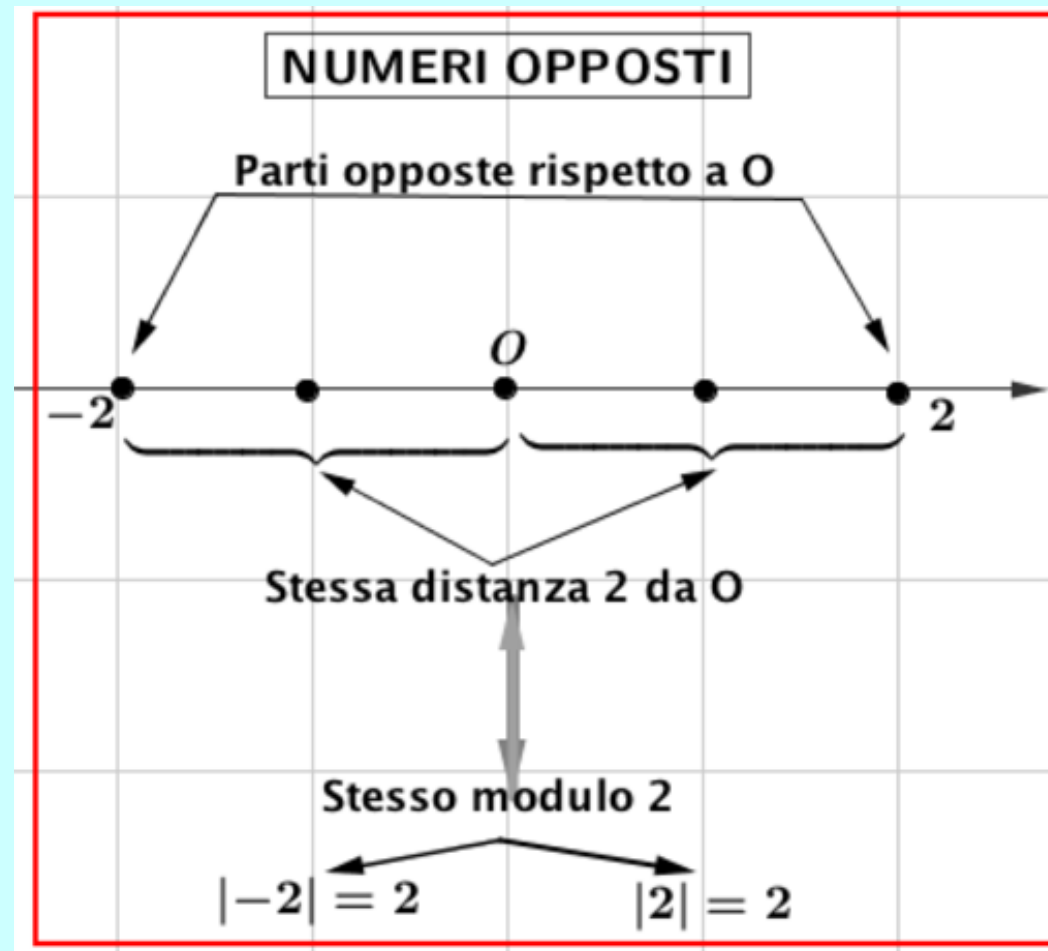 NUMERI OPPOSTI
Parti opposte rispetto a O
O
−2
2
Stessa distanza 2 da O
Stesso modulo 2
|−2| = 2
|2| = 2